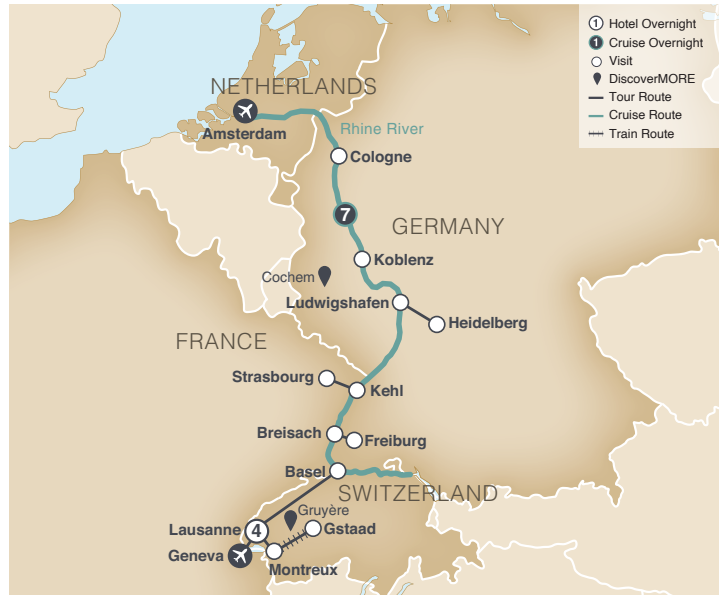 1 Hotel Overnight
1 Cruise Overnight
Visit
DiscoverMORE
Tour Route
Cruise Route
Train Route
NETHERLANDS
Amsterdam
Rhine River
Cologne
7
GERMANY
Koblenz
Cochem
Ludwigshafen
Heidelberg
FRANCE
Strasbourg
Kehl
Breisach
Freiburg
Basel
SWITZERLAND
Gruyère
Lausanne
4
Gstaad
Geneva
Montreux